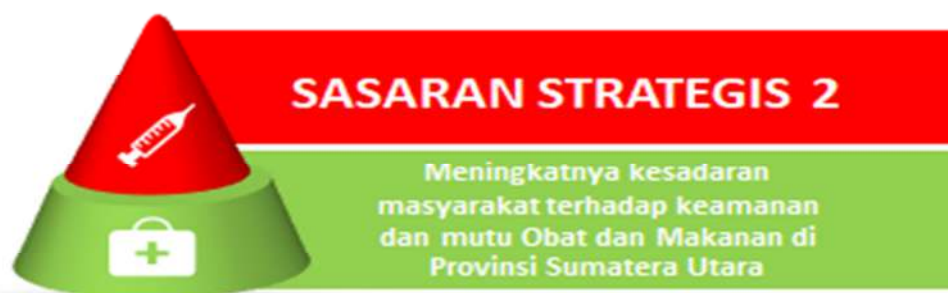 SASARAN STRATEGIS 2
Meningkatnya kesadaran
masyarakat terhadap keamanan
dan mutu Obat dan Makanan di
Provinsi Sumatera Utara